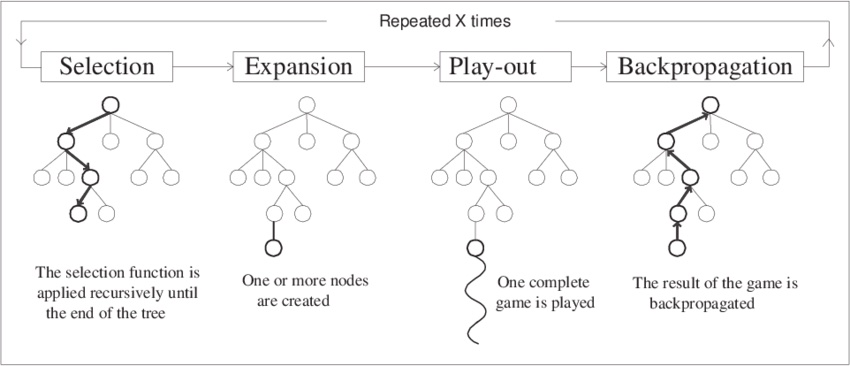 Repeated X times
Selection
Expansion
Play-out
Backpropagation
The selection function is
applied recursively until
the end of the tree
One or more nodes
are created
One complete
game is played
The result of the game is
backpropagated